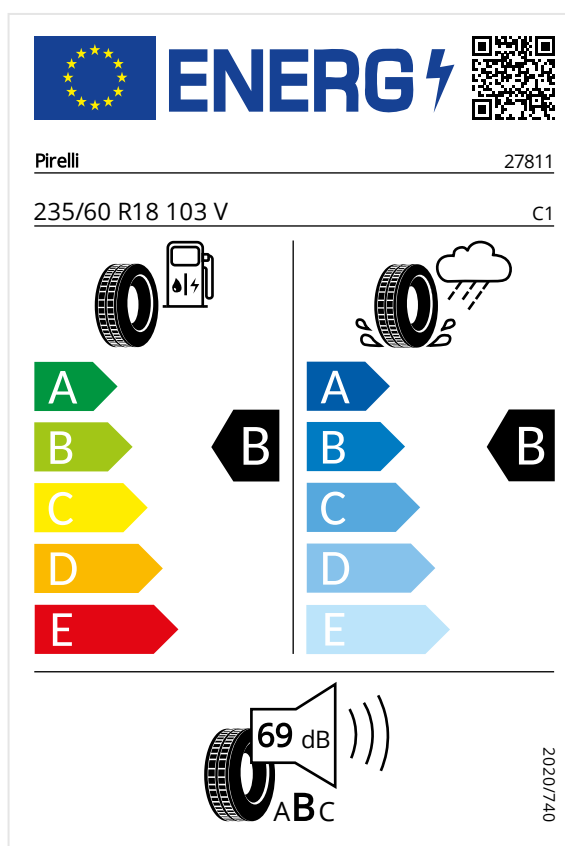 ENERG
Pirelli 27811
235/60 R18 103 V C1
A A
B B B B
C C
D D
E E
69 dB
ABC
2020/740